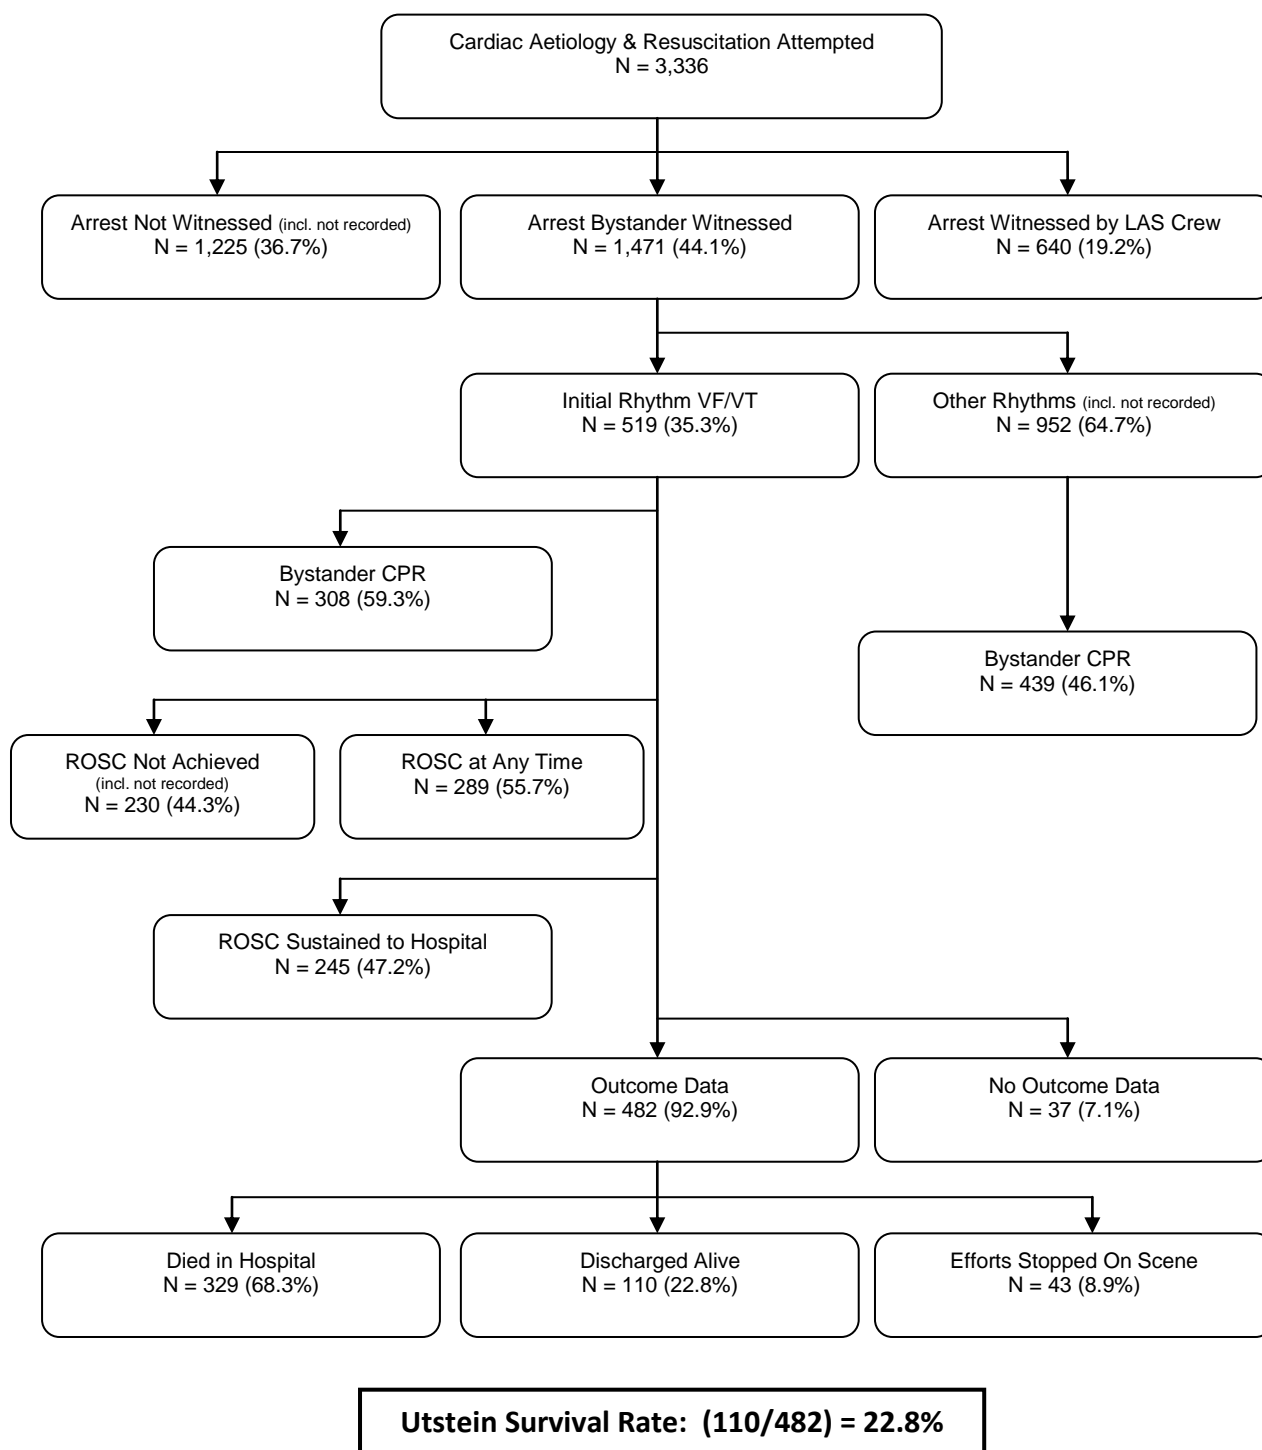 Cardiac Aetiology & Resuscitation Attempted
N = 3,336
Arrest Not Witnessed (incl. not recorded)
N = 1,225 (36.7%)
Arrest Bystander Witnessed
N = 1,471 (44.1%)
Arrest Witnessed by LAS Crew
N = 640 (19.2%)
Initial Rhythm VF/VT
N = 519 (35.3%)
Other Rhythms (incl. not recorded)
N = 952 (64.7%)
Bystander CPR
N = 308 (59.3%)
Bystander CPR
N = 439 (46.1%)
ROSC Not Achieved
(incl. not recorded)
N = 230 (44.3%)
ROSC at Any Time
N = 289 (55.7%)
ROSC Sustained to Hospital
N = 245 (47.2%)
Outcome Data
N = 482 (92.9%)
No Outcome Data
N = 37 (7.1%)
Died in Hospital
N = 329 (68.3%)
Discharged Alive
N = 110 (22.8%)
Efforts Stopped On Scene
N = 43 (8.9%)
Utstein Survival Rate: (110/482) = 22.8%